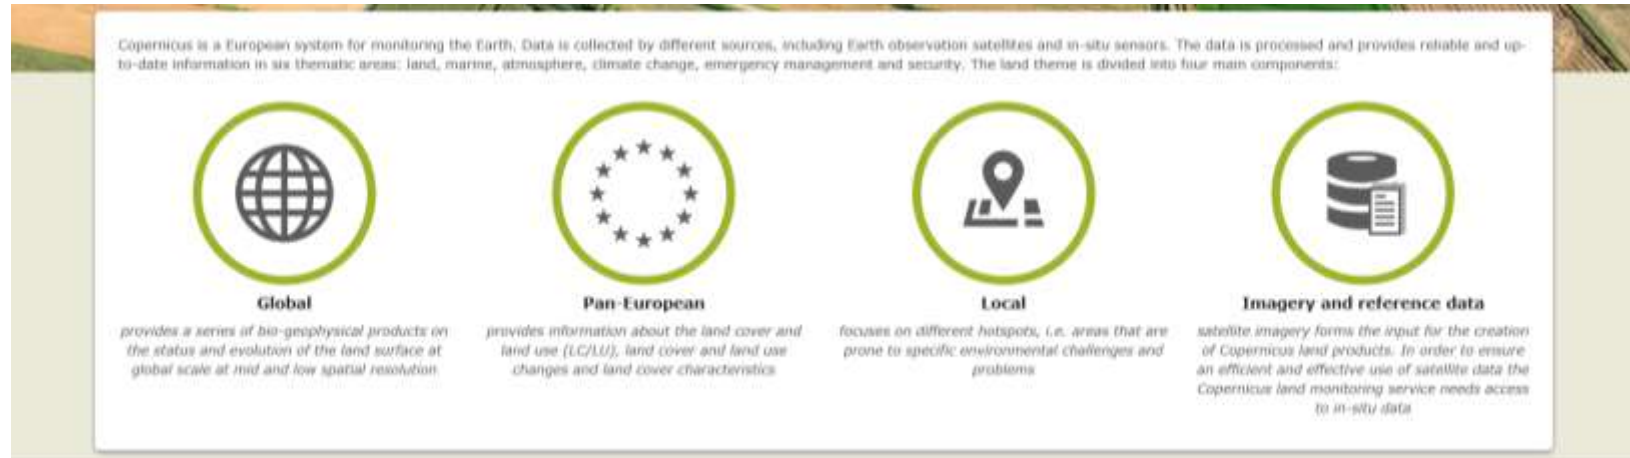 Copernicus is a European system for monitoring the Earth. Data is collected by different sources, including Earth observation satellites and in-situ sensors. The data is processed and provides reliable and up-
to-date information in six thematic areas: land, marine, atmosphere, climate change, emergency management and security. The land theme is divided into four main components:
Global
provides a series of bio-geophysical products on
the status and evolution of the land surface at
global scale at mid and low spatial resolution
Pan-European
provides information about the land cover and
land use (LC/LU), land cover and land use
changes and land cover characteristics
Local
focuses on different hotspots, i.e. areas that are
prone to specific environmental challenges and
problems
Imagery and reference data
satellite imagery forms the input for the creation
of Copernicus land products. In order to ensure
an efficient and effective use of satellite data the
Copernicus land monitoring service needs access
to in-situ data